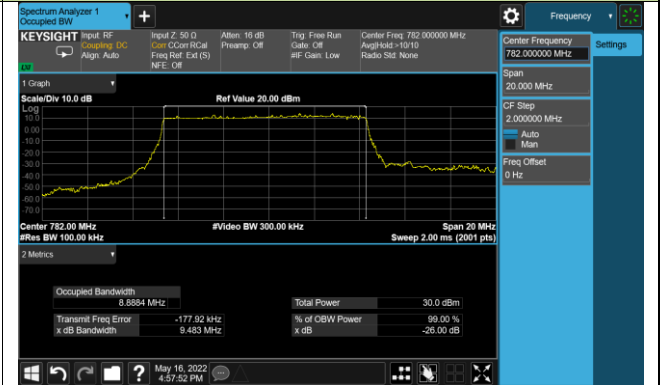 Spectrum Analyzer 1
Occupied BW
Frequency
KEYSIGHT
Input: RF
Coupling: DC
Align: Auto
Input Z: 50 Ω
Corr CCorr RCal
Freq Ref: Ext (S)
NFE: Off
Atten: 16 dB
Preamp: Off
Trig: Free Run
Gate: Off
#IF Gain: Low
Center Freq: 782.000000 MHz
Avg|Hold:>10/10
Radio Std: None
Center Frequency
782.000000 MHz
Settings
Span
20.000 MHz
CF Step
2.000000 MHz
Auto
Man
Freq Offset
0 Hz
1 Graph
Scale/Div 10.0 dB
Ref Value 20.00 dBm
Log
10.0
0.00
-10.0
-20.0
-30.0
-40.0
-50.0
-60.0
-70.0
Center 782.00 MHz
#Video BW 300.00 kHz
Span 20 MHz
#Res BW 100.00 kHz
Sweep 2.00 ms (2001 pts)
2 Metrics
Occupied Bandwidth
8.8884 MHz
Total Power 30.0 dBm
Transmit Freq Error -177.92 kHz
% of OBW Power 99.00 %
x dB Bandwidth 9.483 MHz
x dB -26.00 dB
May 16, 2022
4:57:52 PM